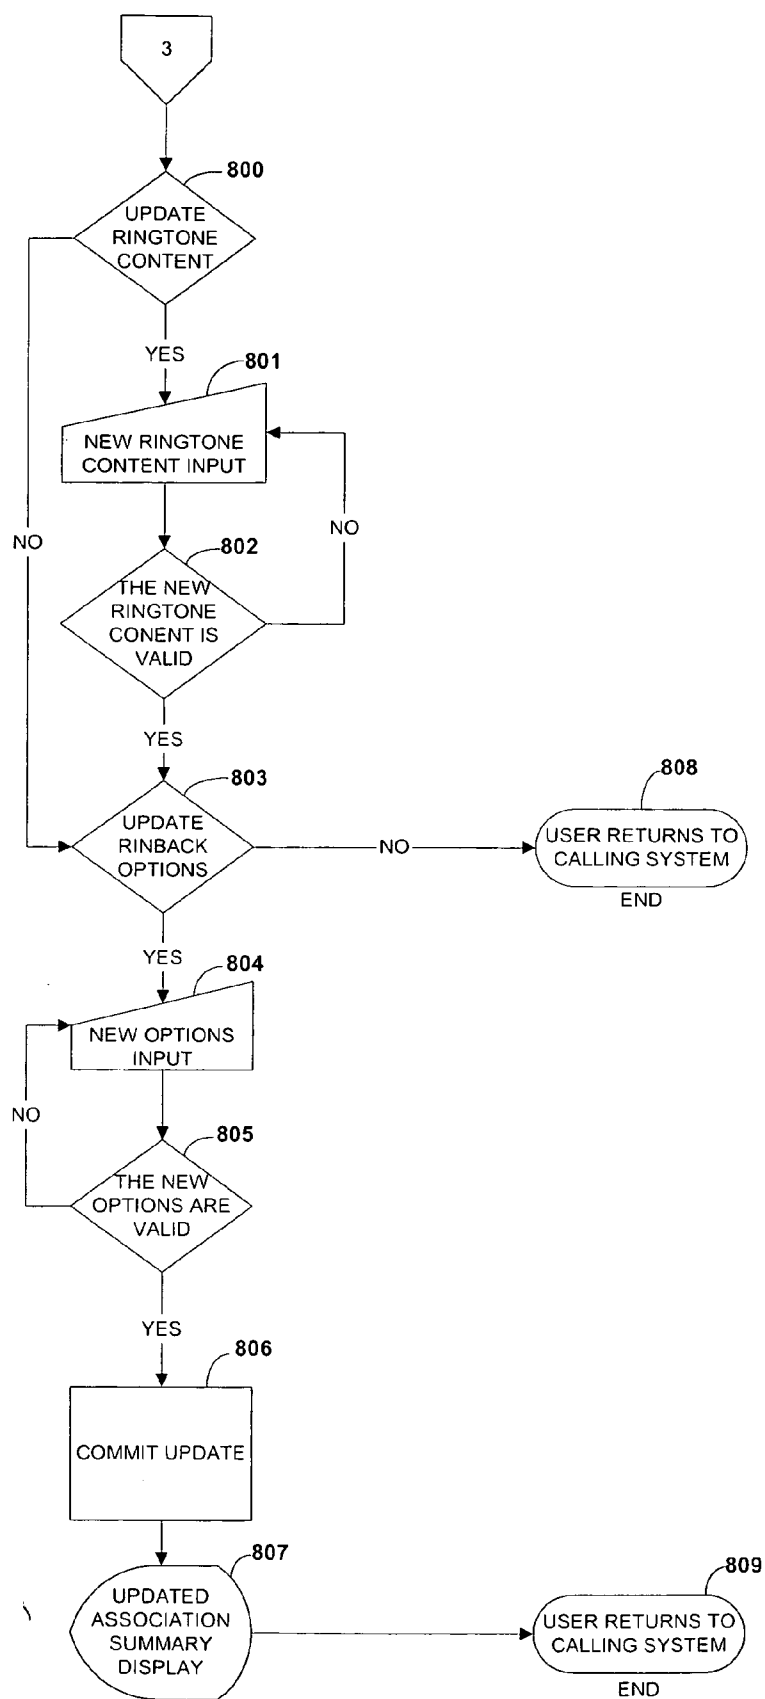 3
800
UPDATE
RINGTONE
CONTENT
YES
801
NEW RINGTONE
CONTENT INPUT
NO
NO
802
THE NEW
RINGTONE
CONENT IS
VALID
YES
803
UPDATE
RINBACK
OPTIONS
NO
808
USER RETURNS TO
CALLING SYSTEM
END
YES
804
NEW OPTIONS
INPUT
NO
805
THE NEW
OPTIONS ARE
VALID
YES
806
COMMIT UPDATE
807
UPDATED
ASSOCIATION
SUMMARY
DISPLAY
809
USER RETURNS TO
CALLING SYSTEM
END